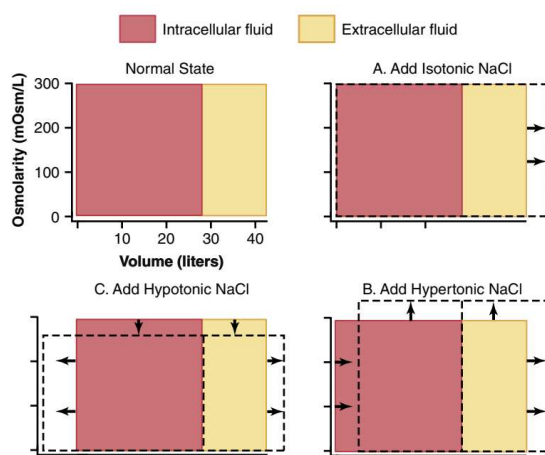 Intracellular fluid
Extracellular fluid
Normal State
Osmolarity (mOsm/L)
300
200
100
0
10 20 30 40
Volume (liters)
A. Add Isotonic NaCl
C. Add Hypotonic NaCl
B. Add Hypertonic NaCl